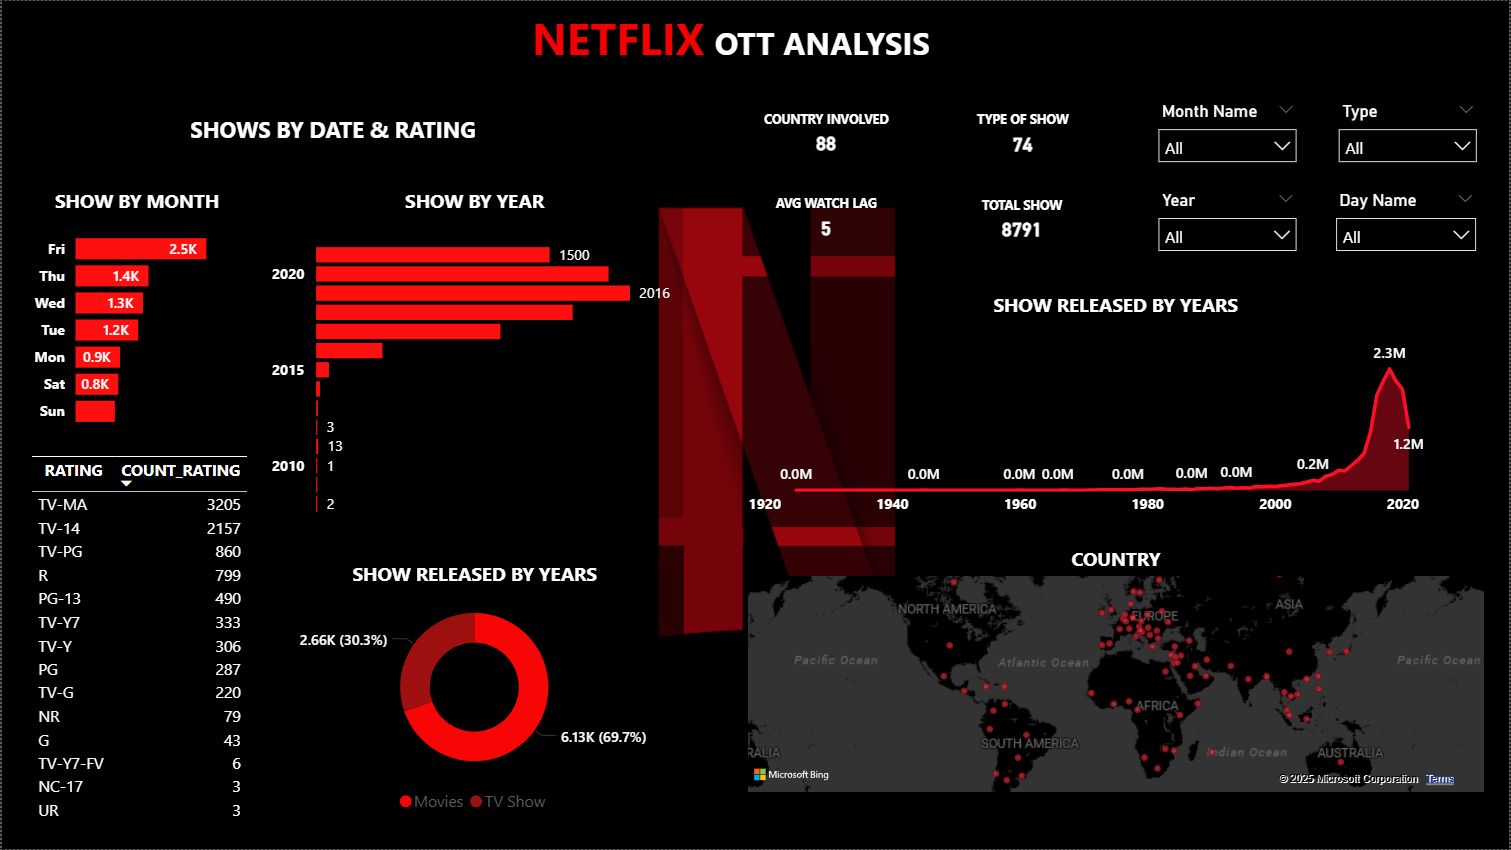 NETFLIX OTT ANALYSIS
SHOWS BY DATE & RATING
COUNTRY INVOLVED
88
TYPE OF SHOW
74
AVG WATCH LAG
5
TOTAL SHOW
8791
Month Name
All
Type
All
Year
All
Day Name
All
SHOW BY MONTH
Fri 2.5K
Thu 1.4K
Wed 1.3K
Tue 1.2K
Mon 0.9K
Sat 0.8K
Sun
SHOW BY YEAR
1500
2020
2016
2015
3
13
2010 1
2
RATING COUNT_RATING
TV-MA 3205
TV-14 2157
TV-PG 860
R 799
PG-13 490
TV-Y7 333
TV-Y 306
PG 287
TV-G 220
NR 79
G 43
TV-Y7-FV 6
NC-17 3
UR 3
SHOW RELEASED BY YEARS
2.66K (30.3%)
6.13K (69.7%)
Movies TV Show
SHOW RELEASED BY YEARS
2.3M
1.2M
0.0M 0.0M 0.0M 0.0M 0.0M 0.0M 0.0M 0.2M
1920 1940 1960 1980 2000 2020
COUNTRY
NORTH AMERICA
EUROPE
ASIA
Pacific Ocean
Atlantic Ocean
Pacific Ocean
AFRICA
SOUTH AMERICA
RALIA
Indian Ocean
AUSTRALIA
Microsoft Bing
© 2025 Microsoft Corporation Terms